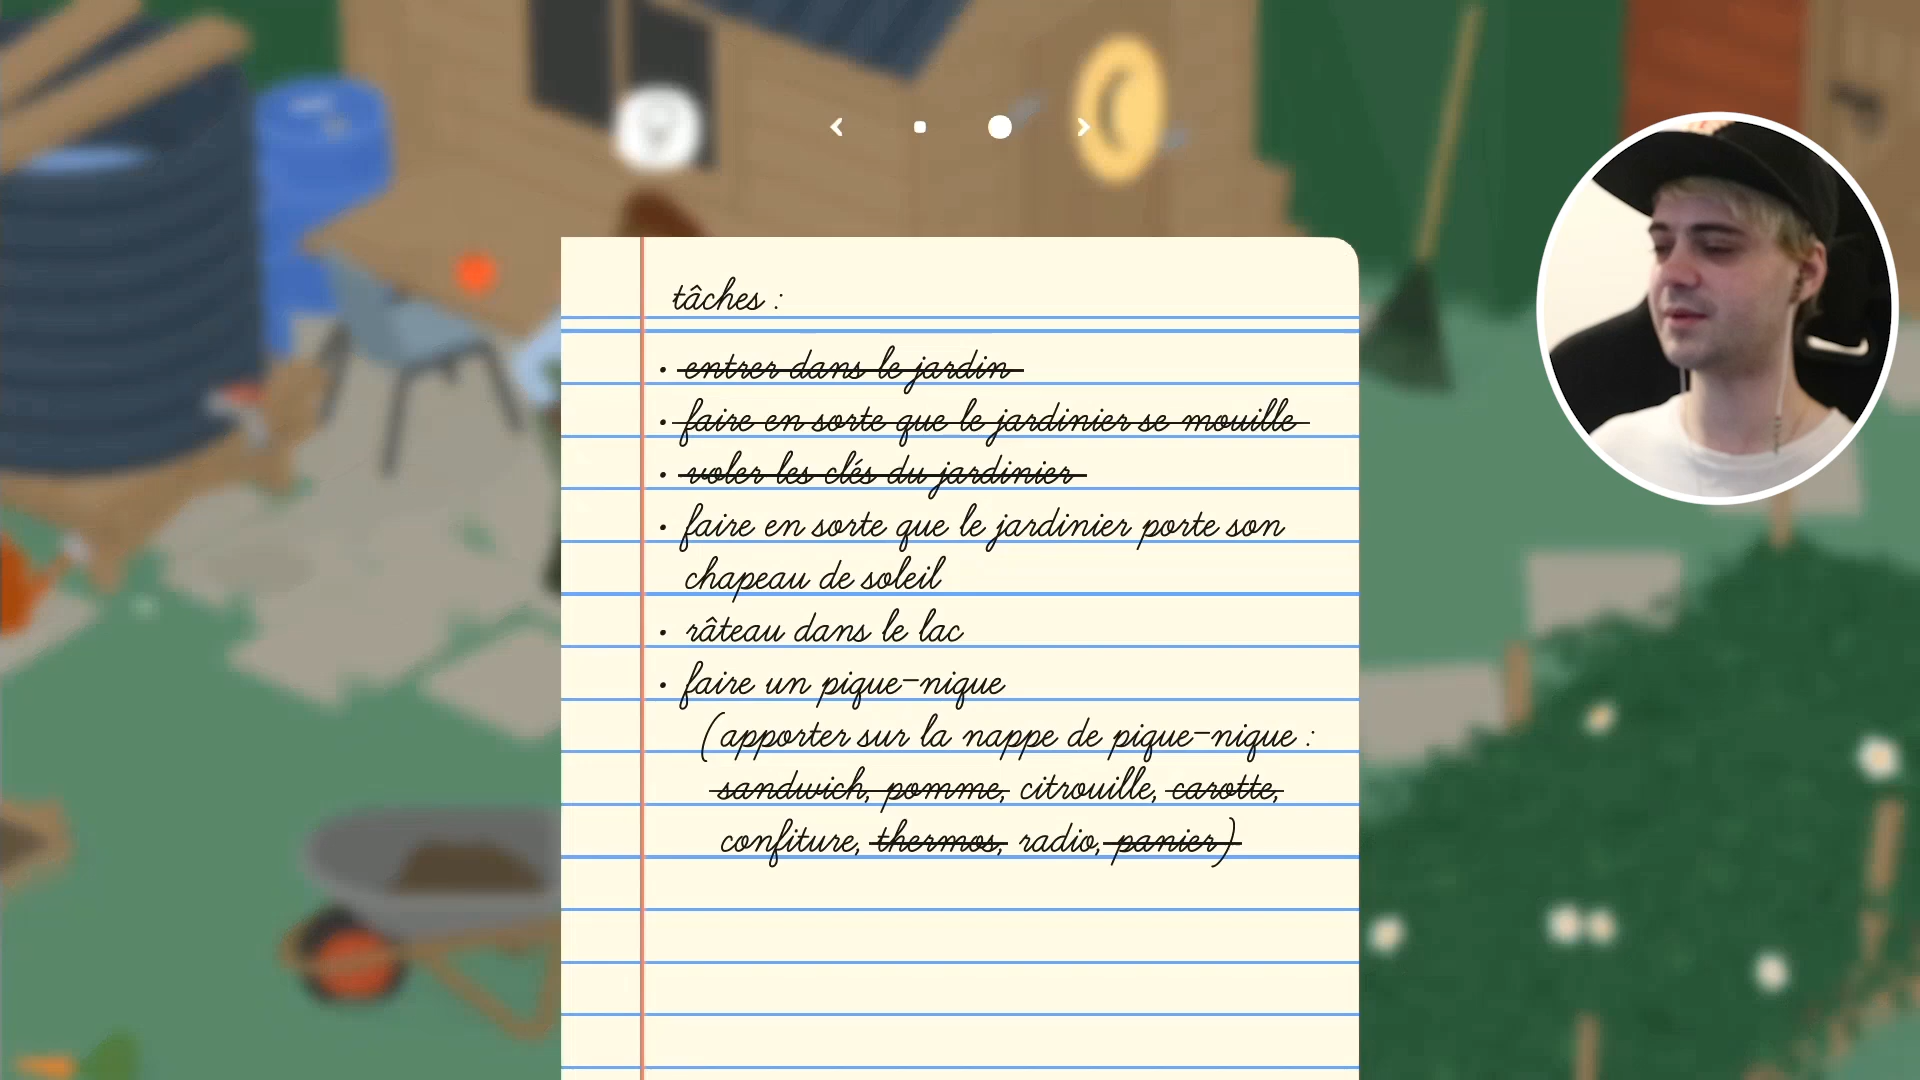 tâches :
• entrer dans le jardin
• faire en sorte que le jardinier se mouille
• voler les clés du jardinier
• faire en sorte que le jardinier porte son
chapeau de soleil
• râteau dans le lac
• faire un pique-nique
(apporter sur la nappe de pique-nique :
sandwich, pomme, citrouille, carotte,
confiture, thermos, radio, panier)